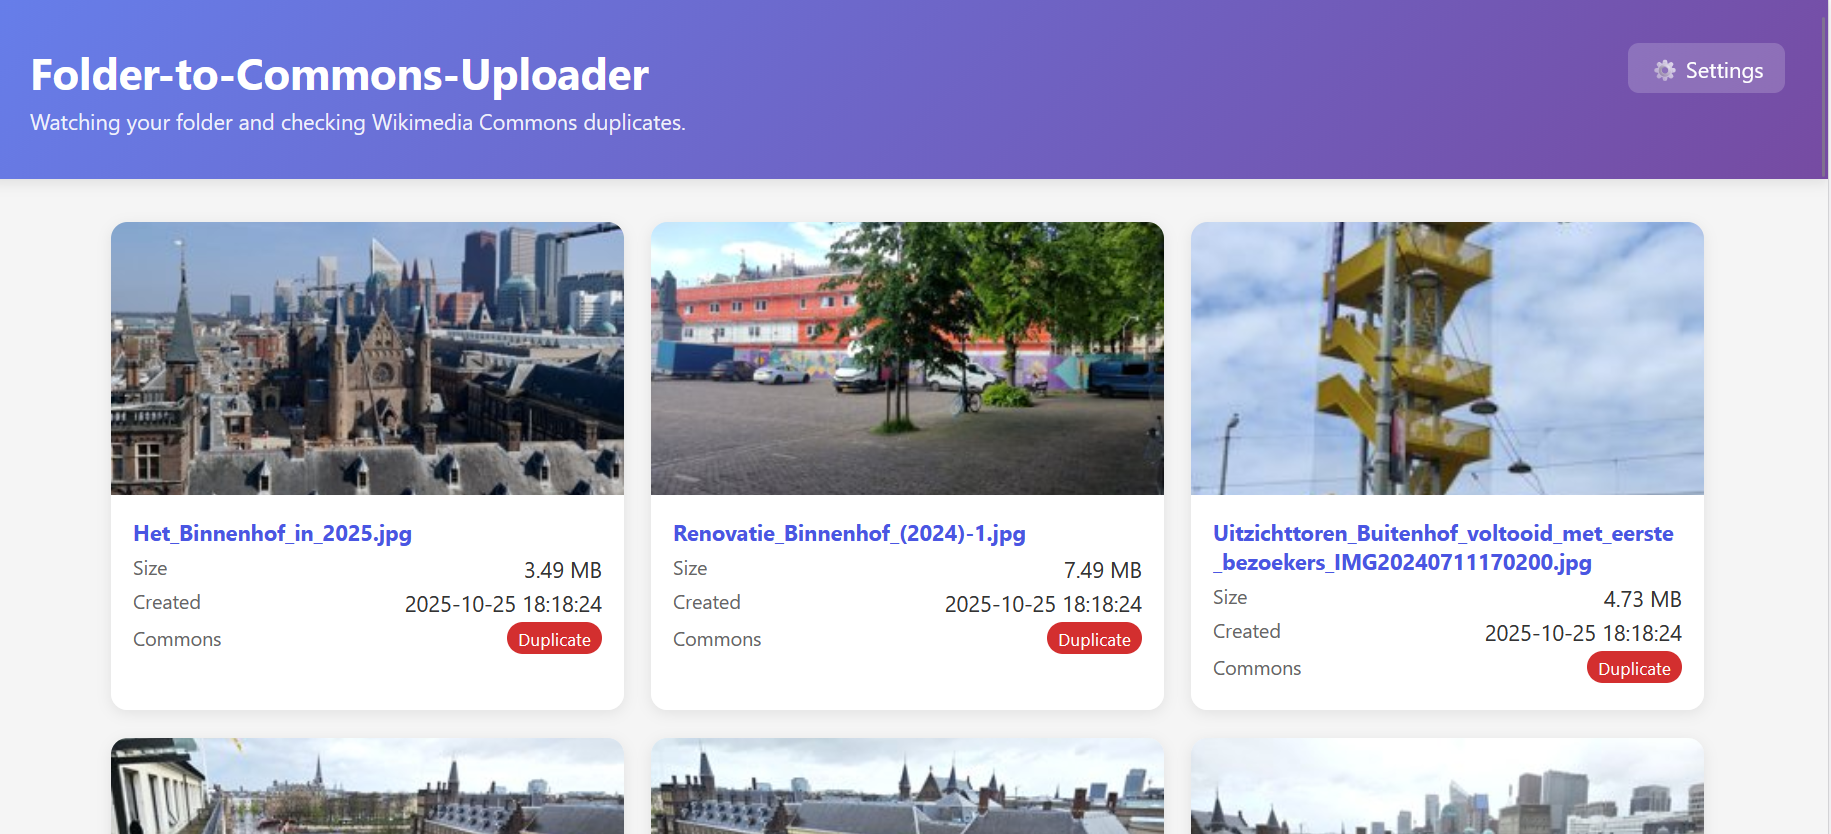 Folder-to-Commons-Uploader
Settings
Watching your folder and checking Wikimedia Commons duplicates.
Het_Binnenhof_in_2025.jpg
Size 3.49 MB
Created 2025-10-25 18:18:24
Commons Duplicate
Renovatie_Binnenhof_(2024)-1.jpg
Size 7.49 MB
Created 2025-10-25 18:18:24
Commons Duplicate
Uitzichttoren_Buitenhof_voltooid_met_eerste
_bezoekers_IMG20240711170200.jpg
Size 4.73 MB
Created 2025-10-25 18:18:24
Commons Duplicate